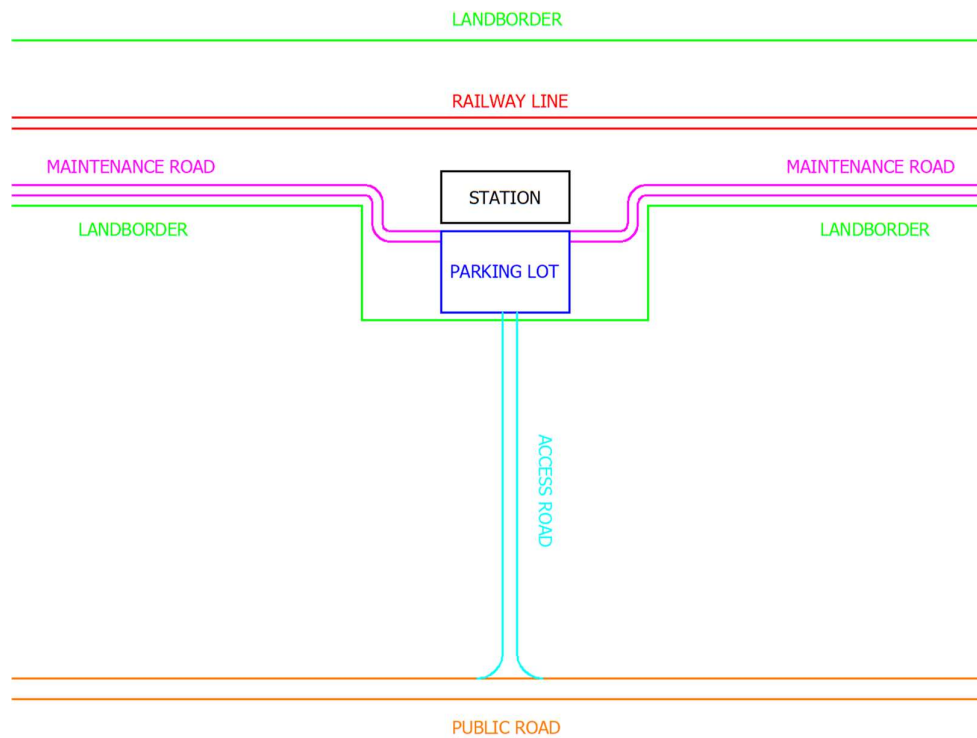 LANDBORDER
RAILWAY LINE
MAINTENANCE ROAD
MAINTENANCE ROAD
STATION
LANDBORDER
LANDBORDER
PARKING LOT
ACCESS ROAD
PUBLIC ROAD